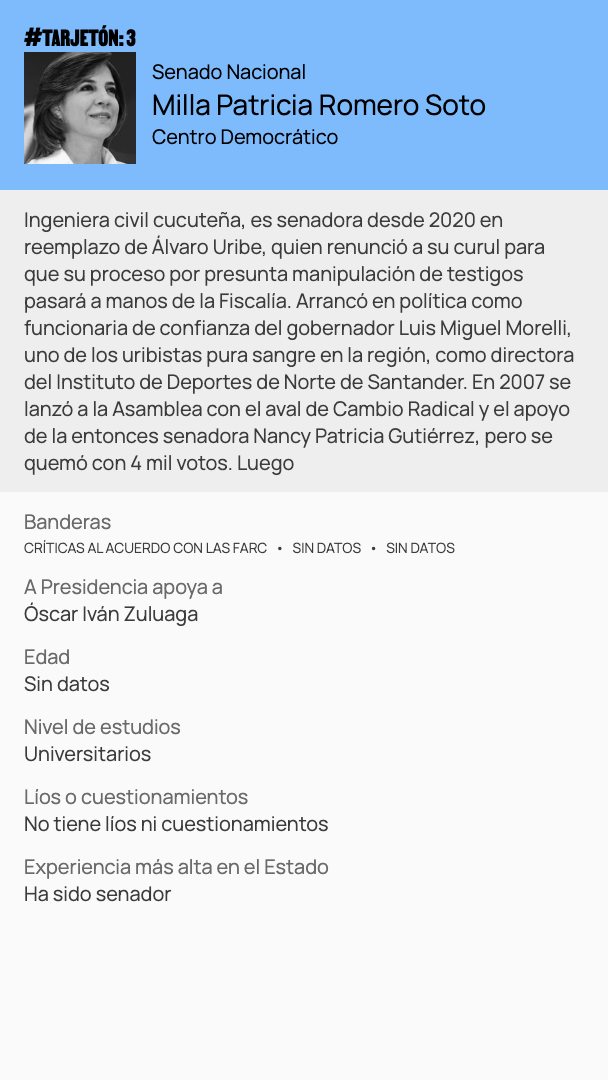 #TARJETÓN: 3
Senado Nacional
Milla Patricia Romero Soto
Centro Democrático
Ingeniera civil cucuteña, es senadora desde 2020 en
reemplazo de Álvaro Uribe, quien renunció a su curul para
que su proceso por presunta manipulación de testigos
pasará a manos de la Fiscalía. Arrancó en política como
funcionaria de confianza del gobernador Luis Miguel Morelli,
uno de los uribistas pura sangre en la región, como directora
del Instituto de Deportes de Norte de Santander. En 2007 se
lanzó a la Asamblea con el aval de Cambio Radical y el apoyo
de la entonces senadora Nancy Patricia Gutiérrez, pero se
quemó con 4 mil votos. Luego
Banderas
CRÍTICAS AL ACUERDO CON LAS FARC • SIN DATOS • SIN DATOS
A Presidencia apoya a
Óscar Iván Zuluaga
Edad
Sin datos
Nivel de estudios
Universitarios
Líos o cuestionamientos
No tiene líos ni cuestionamientos
Experiencia más alta en el Estado
Ha sido senador